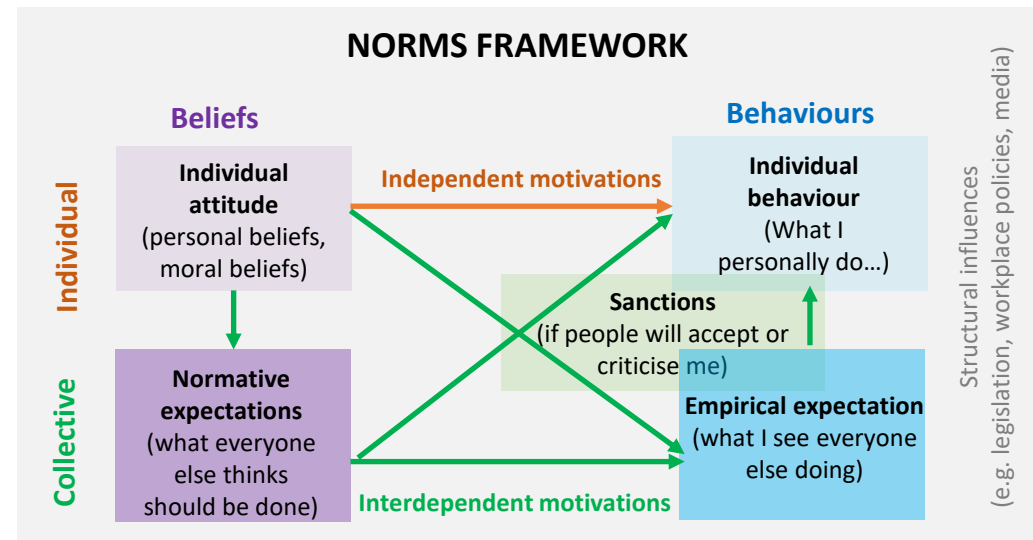 NORMS FRAMEWORK
Beliefs
Behaviours
Individual
Individual
attitude
(personal beliefs,
moral beliefs)
Independent motivations
Individual
behaviour
(What I
personally do…)
Sanctions
(if people will accept or
criticise me)
Collective
Normative
expectations
(what everyone
else thinks
should be done)
Empirical expectation
(what I see everyone
else doing)
Interdependent motivations
Structural influences
(e.g. legislation, workplace policies, media)